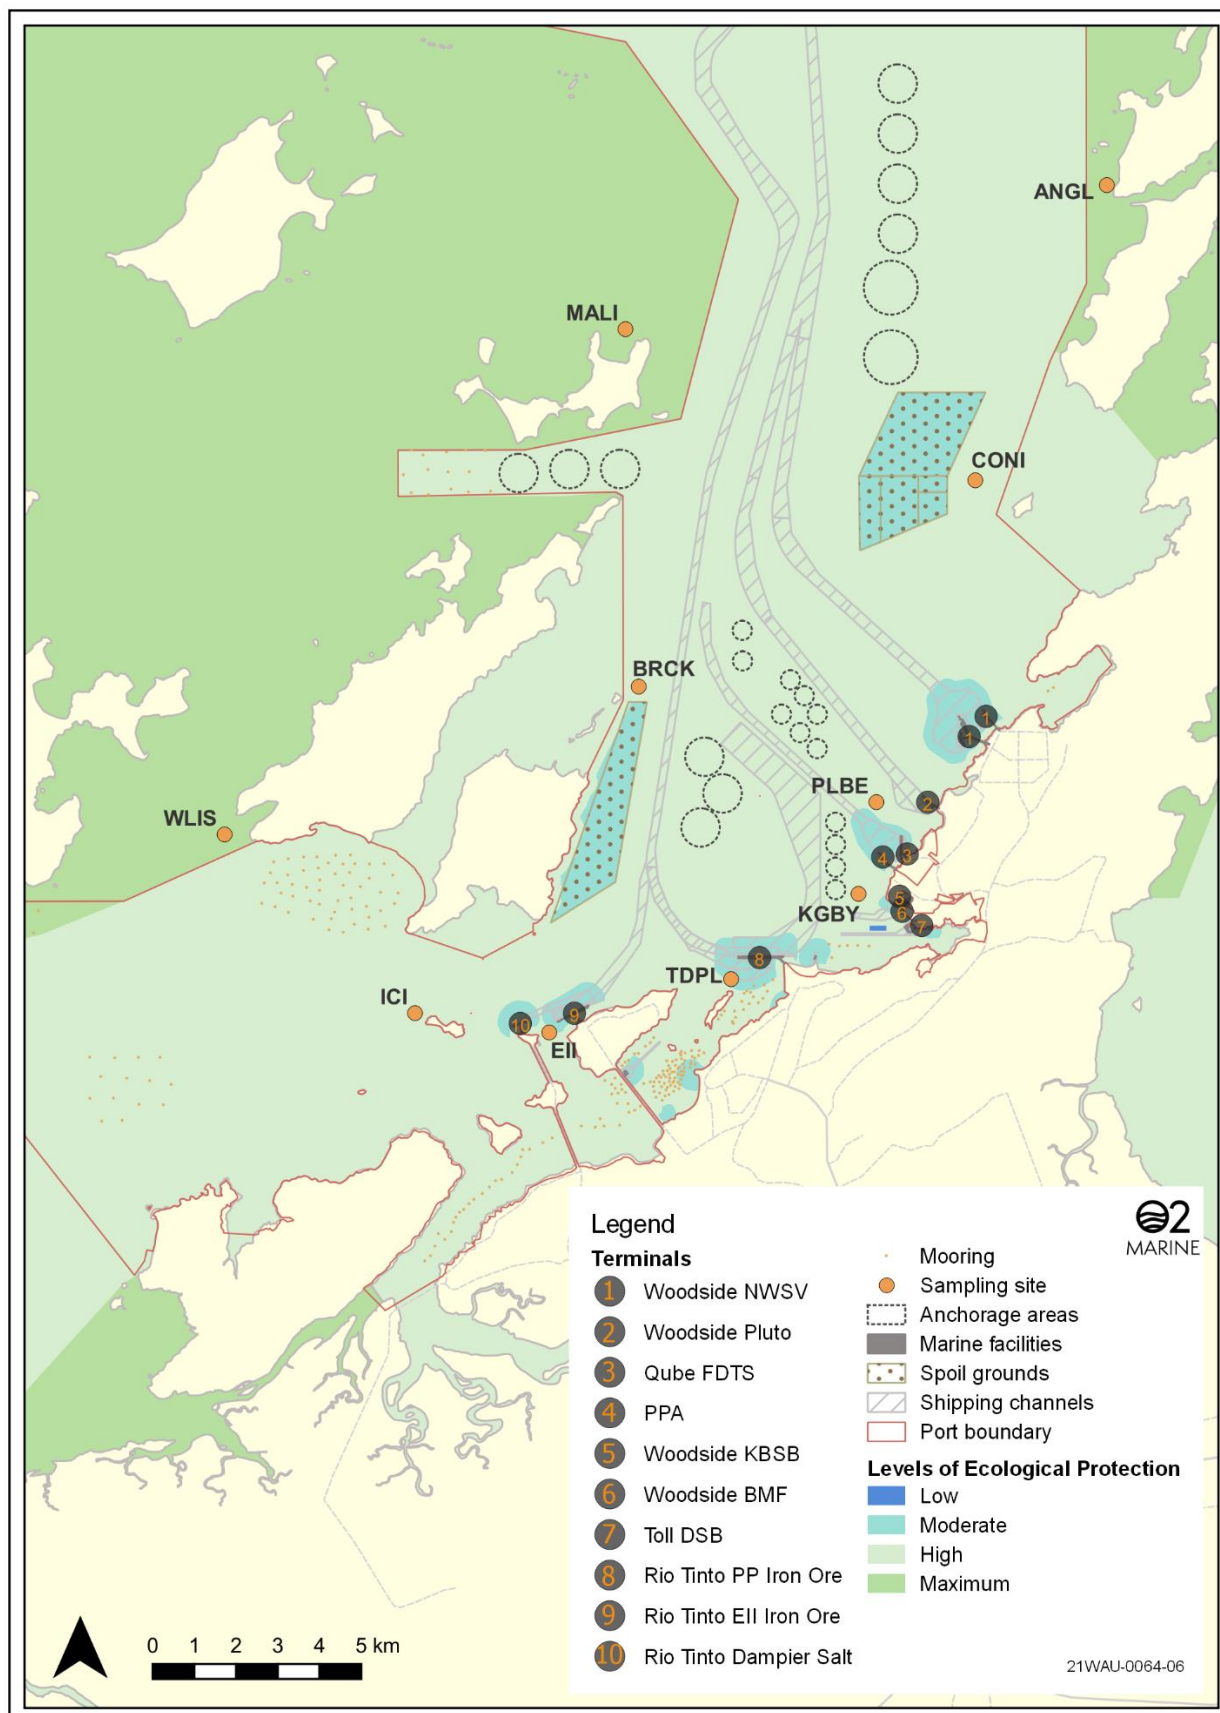 ANGL
MALI
CONI
BRCK
1
1
PLBE
2
WLIS
4
3
5
KGBY
6
7
8
TDPL
ICI
9
10
EII
Legend
Terminals
1 Woodside NWSV
2 Woodside Pluto
3 Qube FDTS
4 PPA
5 Woodside KBSB
6 Woodside BMF
7 Toll DSB
8 Rio Tinto PP Iron Ore
9 Rio Tinto EII Iron Ore
10 Rio Tinto Dampier Salt
Mooring
Sampling site
Anchorage areas
Marine facilities
Spoil grounds
Shipping channels
Port boundary
Levels of Ecological Protection
Low
Moderate
High
Maximum
O2
MARINE
0 1 2 3 4 5 km
21WAU-0064-06